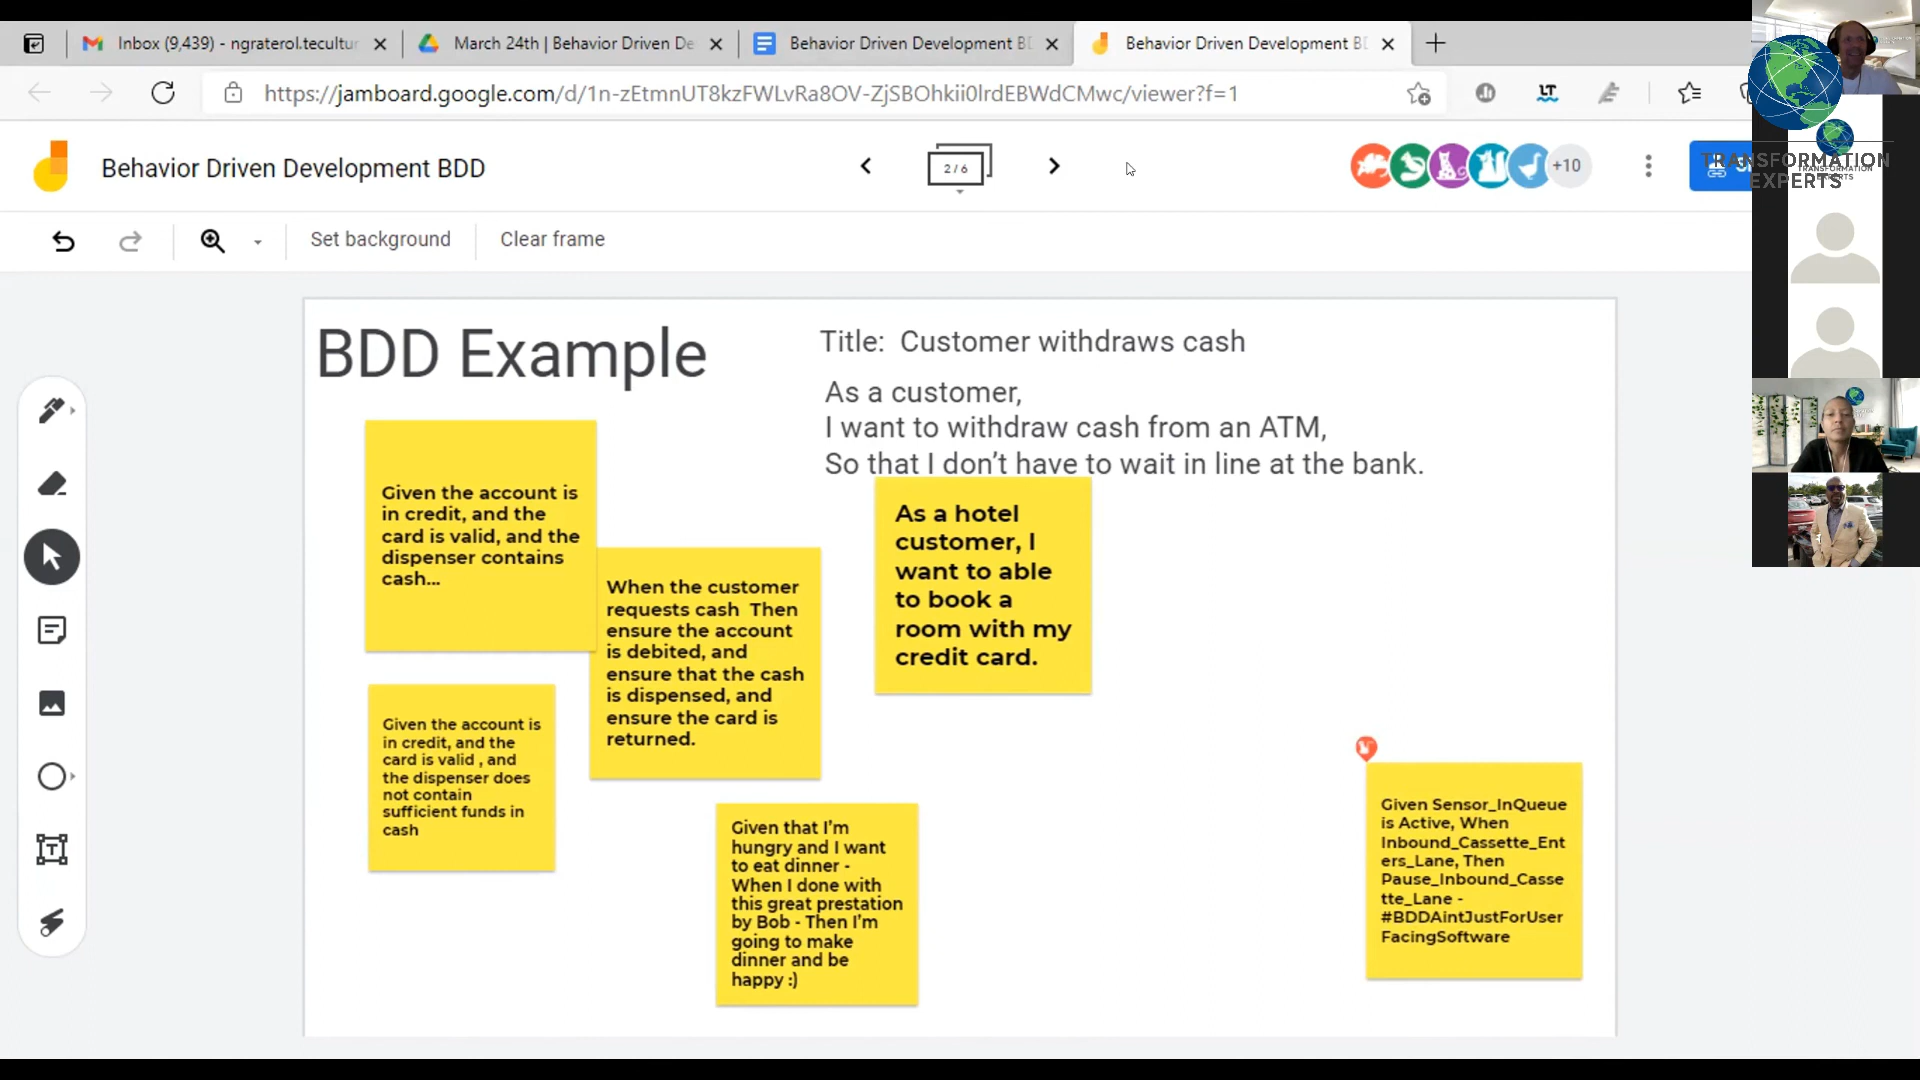 Inbox (9,439) - ngraterol.tecultur
March 24th | Behavior Driven De
Behavior Driven Development BD
Behavior Driven Development BD
https://jamboard.google.com/d/1n-zEtmnUT8kzFWLvRa8OV-ZjSBOhkii0lrdEBWdCMwc/viewer?f=1
LT
Behavior Driven Development BDD
2 / 6
+10
TRANSFORMATION
EXPERTS
TRANSFORMATION
EXPERTS
Set background
Clear frame
BDD Example
Title:  Customer withdraws cash
As a customer,
I want to withdraw cash from an ATM,
So that I don't have to wait in line at the bank.
Given the account is
in credit, and the
card is valid, and the
dispenser contains
cash...
When the customer
requests cash  Then
ensure the account
is debited, and
ensure that the cash
is dispensed, and
ensure the card is
returned.
As a hotel
customer, I
want to able
to book a
room with my
credit card.
Given the account is
in credit, and the
card is valid , and
the dispenser does
not contain
sufficient funds in
cash
Given that I'm
hungry and I want
to eat dinner -
When I done with
this great prestation
by Bob - Then I'm
going to make
dinner and be
happy :)
Given Sensor_InQueue
is Active, When
Inbound_Cassette_Ent
ers_Lane, Then
Pause_Inbound_Casse
tte_Lane -
#BDDAintJustForUser
FacingSoftware